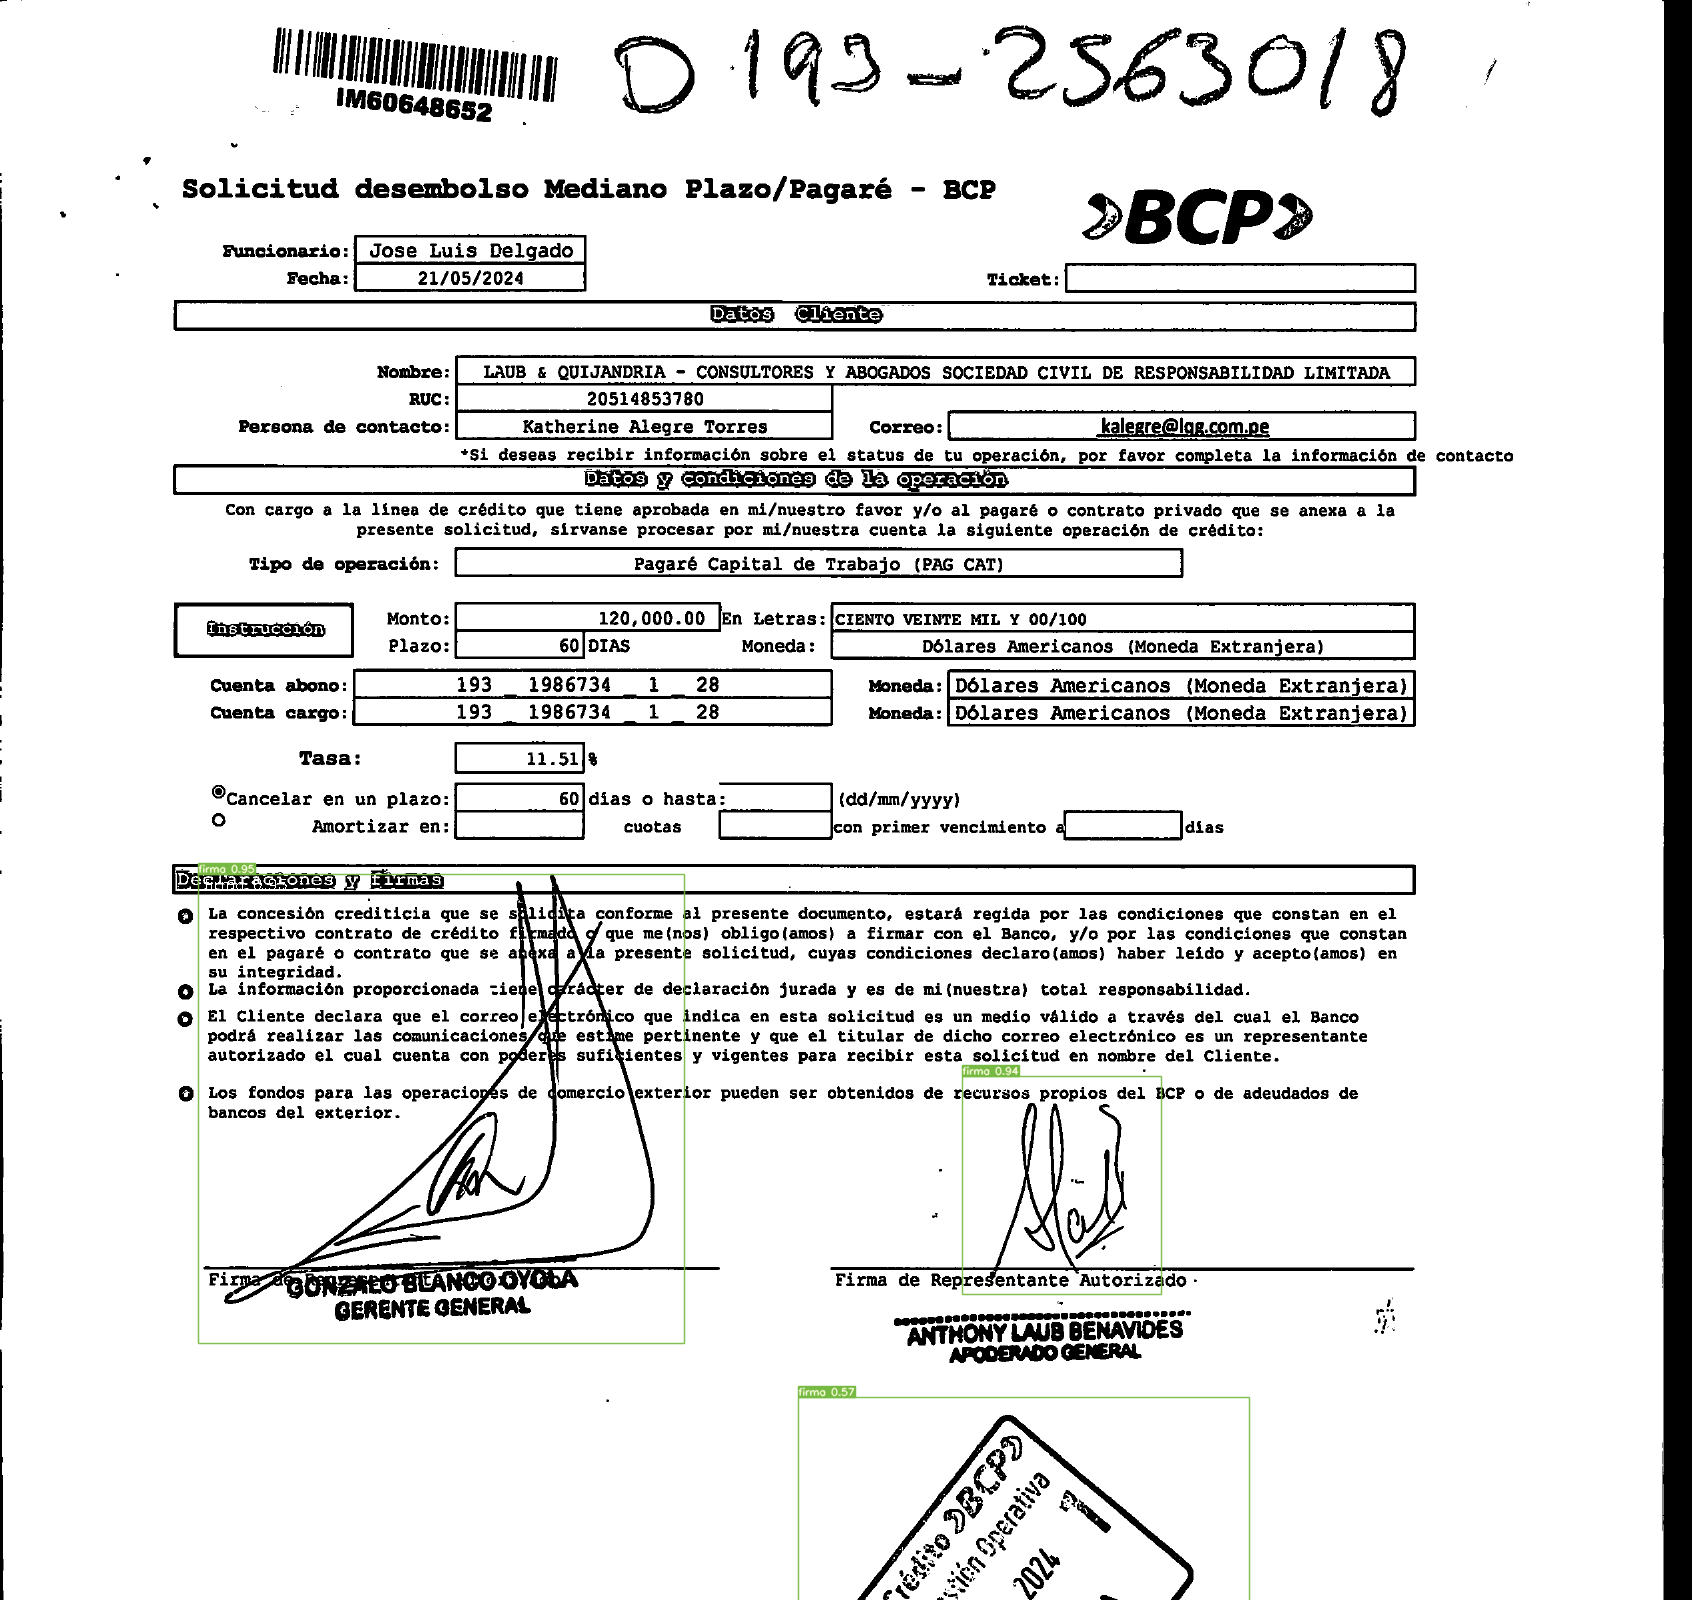 IM60648652
D 193-2563018
Solicitud desembolso Mediano Plazo/Pagaré - BCP
BCP
Funcionario: Jose Luis Delgado
Fecha: 21/05/2024
Ticket:
Datos Cliente
Nombre: LAUB & QUIJANDRIA - CONSULTORES Y ABOGADOS SOCIEDAD CIVIL DE RESPONSABILIDAD LIMITADA
RUC: 20514853780
Persona de contacto: Katherine Alegre Torres Correo: kalegre@lqg.com.pe
*Si deseas recibir información sobre el status de tu operación, por favor completa la información de contacto
Datos y condiciones de la operación
Con cargo a la línea de crédito que tiene aprobada en mi/nuestro favor y/o al pagaré o contrato privado que se anexa a la
presente solicitud, sírvanse procesar por mi/nuestra cuenta la siguiente operación de crédito:
Tipo de operación: Pagaré Capital de Trabajo (PAG CAT)
Instrucción
Monto: 120,000.00 En Letras: CIENTO VEINTE MIL Y 00/100
Plazo: 60 DIAS Moneda: Dólares Americanos (Moneda Extranjera)
Cuenta abono: 193 _ 1986734 _ 1 _ 28 Moneda: Dólares Americanos (Moneda Extranjera)
Cuenta cargo: 193 _ 1986734 _ 1 _ 28 Moneda: Dólares Americanos (Moneda Extranjera)
Tasa: 11.51 %
Cancelar en un plazo: 60 días o hasta: (dd/mm/yyyy)
Amortizar en: cuotas con primer vencimiento a días
firma 0.95
Declaraciones y firmas
La concesión crediticia que se solicita conforme al presente documento, estará regida por las condiciones que constan en el
respectivo contrato de crédito firmado o que me(nos) obligo(amos) a firmar con el Banco, y/o por las condiciones que constan
en el pagaré o contrato que se anexa a la presente solicitud, cuyas condiciones declaro(amos) haber leído y acepto(amos) en
su integridad.
La información proporcionada tiene carácter de declaración jurada y es de mi(nuestra) total responsabilidad.
El Cliente declara que el correo electrónico que indica en esta solicitud es un medio válido a través del cual el Banco
podrá realizar las comunicaciones que estime pertinente y que el titular de dicho correo electrónico es un representante
autorizado el cual cuenta con poderes suficientes y vigentes para recibir esta solicitud en nombre del Cliente.
firma 0.94
Los fondos para las operaciones de comercio exterior pueden ser obtenidos de recursos propios del BCP o de adeudados de
bancos del exterior.
Firma de
GONZALO BLANCO OYOLA
GERENTE GENERAL
Firma de Representante Autorizado
ANTHONY LAUB BENAVIDES
APODERADO GENERAL
firma 0.57
Crédito BCP
Operativa
2024